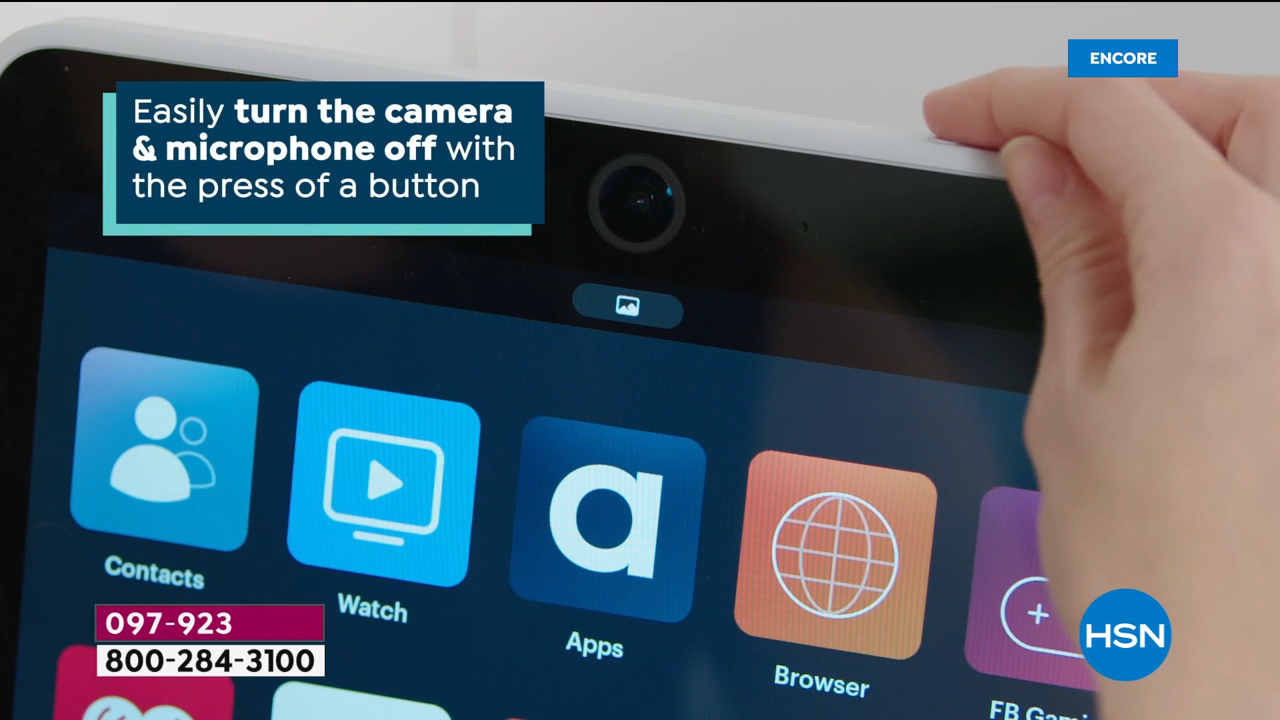 ENCORE
Easily turn the camera
& microphone off with
the press of a button
Contacts
Watch
a
Apps
Browser
FB
097-923
800-284-3100
HSN